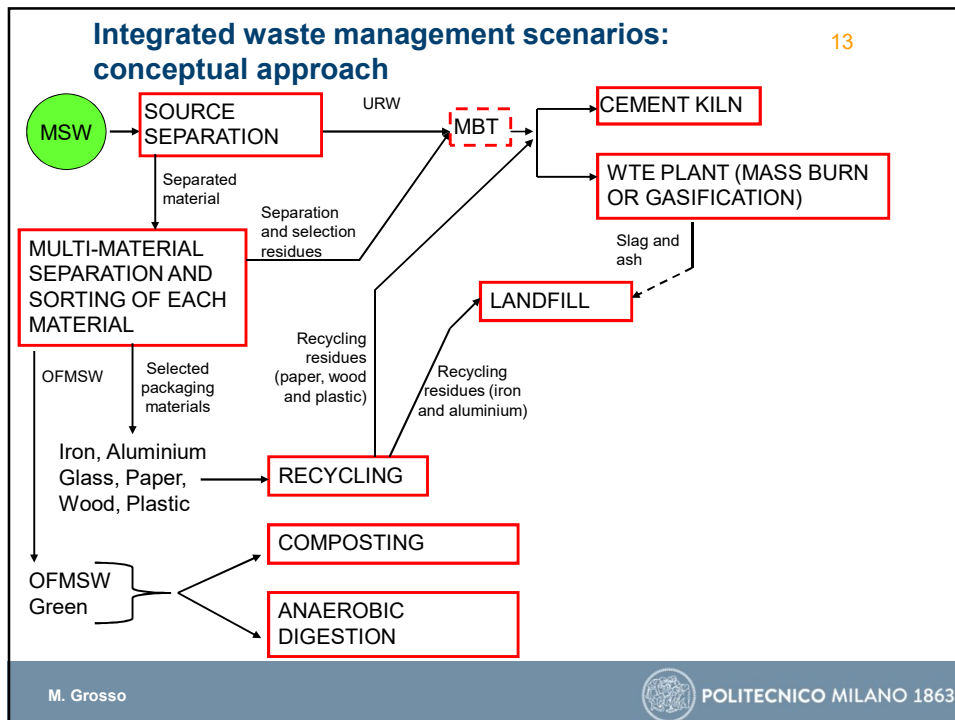 Integrated waste management scenarios:
conceptual approach
13
MSW
SOURCE
SEPARATION
URW
MBT
CEMENT KILN
WTE PLANT (MASS BURN
OR GASIFICATION)
Separated
material
Separation
and selection
residues
Slag and
ash
MULTI-MATERIAL
SEPARATION AND
SORTING OF EACH
MATERIAL
LANDFILL
OFMSW
Selected
packaging
materials
Recycling
residues
(paper, wood
and plastic)
Recycling
residues (iron
and aluminium)
Iron, Aluminium
Glass, Paper,
Wood, Plastic
RECYCLING
COMPOSTING
OFMSW
Green
ANAEROBIC
DIGESTION
M. Grosso
POLITECNICO MILANO 1863